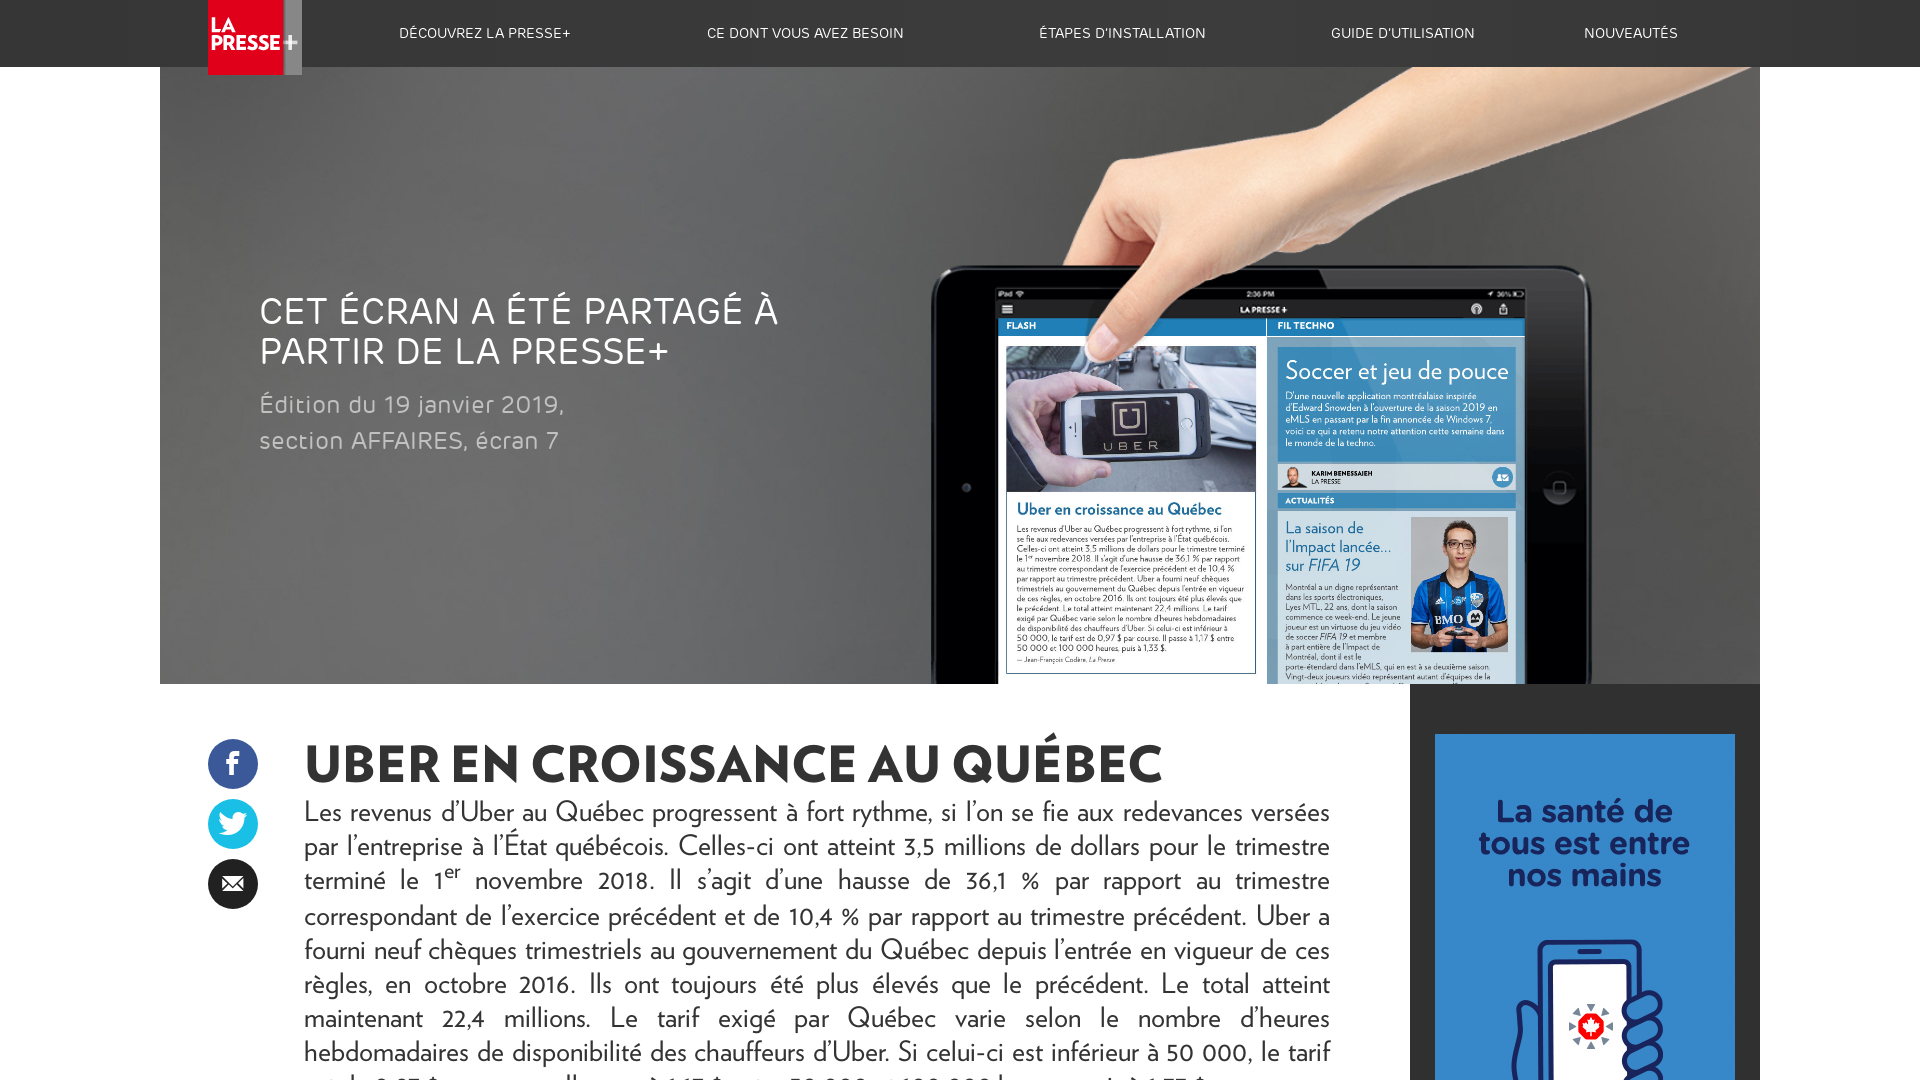 LA PRESSE+
DÉCOUVREZ LA PRESSE+
CE DONT VOUS AVEZ BESOIN
ÉTAPES D'INSTALLATION
GUIDE D'UTILISATION
NOUVEAUTÉS
CET ÉCRAN A ÉTÉ PARTAGÉ À
PARTIR DE LA PRESSE+
Édition du 19 janvier 2019,
section AFFAIRES, écran 7
iPad
2:36 PM
36%
LA PRESSE+
FLASH
UBER
Uber en croissance au Québec
Les revenus d'Uber au Québec progressent à fort rythme, si l'on
se fie aux redevances versées par l'entreprise à l'État québécois.
Celles-ci ont atteint 3,5 millions de dollars pour le trimestre terminé
le 1er novembre 2018. Il s'agit d'une hausse de 36,1 % par rapport
au trimestre correspondant de l'exercice précédent et de 10,4 %
par rapport au trimestre précédent. Uber a fourni neuf chèques
trimestriels au gouvernement du Québec depuis l'entrée en vigueur
de ces règles, en octobre 2016. Ils ont toujours été plus élevés que
le précédent. Le total atteint maintenant 22,4 millions. Le tarif
exigé par Québec varie selon le nombre d'heures hebdomadaires
de disponibilité des chauffeurs d'Uber. Si celui-ci est inférieur à
50 000, le tarif est de 0,97 $ par course. Il passe à 1,17 $ entre
50 000 et 100 000 heures, puis à 1,33 $.
— Jean-François Codère, La Presse
FIL TECHNO
Soccer et jeu de pouce
D'une nouvelle application montréalaise inspirée
d'Edward Snowden à l'ouverture de la saison 2019 en
eMLS en passant par la fin annoncée de Windows 7,
voici ce qui a retenu notre attention cette semaine dans
le monde de la techno.
KARIM BENESSAIEH
LA PRESSE
ACTUALITÉS
La saison de
l'Impact lancée…
sur FIFA 19
Montréal a un digne représentant
dans les sports électroniques,
Lyes MTL, 22 ans, dont la saison
commence ce week-end. Le jeune
joueur est un virtuose du jeu vidéo
de soccer FIFA 19 et membre
à part entière de l'Impact de
Montréal, dont il est le
porte-étendard dans l'eMLS, qui en est à sa deuxième saison.
Vingt-deux joueurs vidéo représentant autant d'équipes de la
BMO
UBER EN CROISSANCE AU QUÉBEC
Les revenus d'Uber au Québec progressent à fort rythme, si l'on se fie aux redevances versées
par l'entreprise à l'État québécois. Celles-ci ont atteint 3,5 millions de dollars pour le trimestre
terminé le 1er novembre 2018. Il s'agit d'une hausse de 36,1 % par rapport au trimestre
correspondant de l'exercice précédent et de 10,4 % par rapport au trimestre précédent. Uber a
fourni neuf chèques trimestriels au gouvernement du Québec depuis l'entrée en vigueur de ces
règles, en octobre 2016. Ils ont toujours été plus élevés que le précédent. Le total atteint
maintenant 22,4 millions. Le tarif exigé par Québec varie selon le nombre d'heures
hebdomadaires de disponibilité des chauffeurs d'Uber. Si celui-ci est inférieur à 50 000, le tarif
La santé de
tous est entre
nos mains